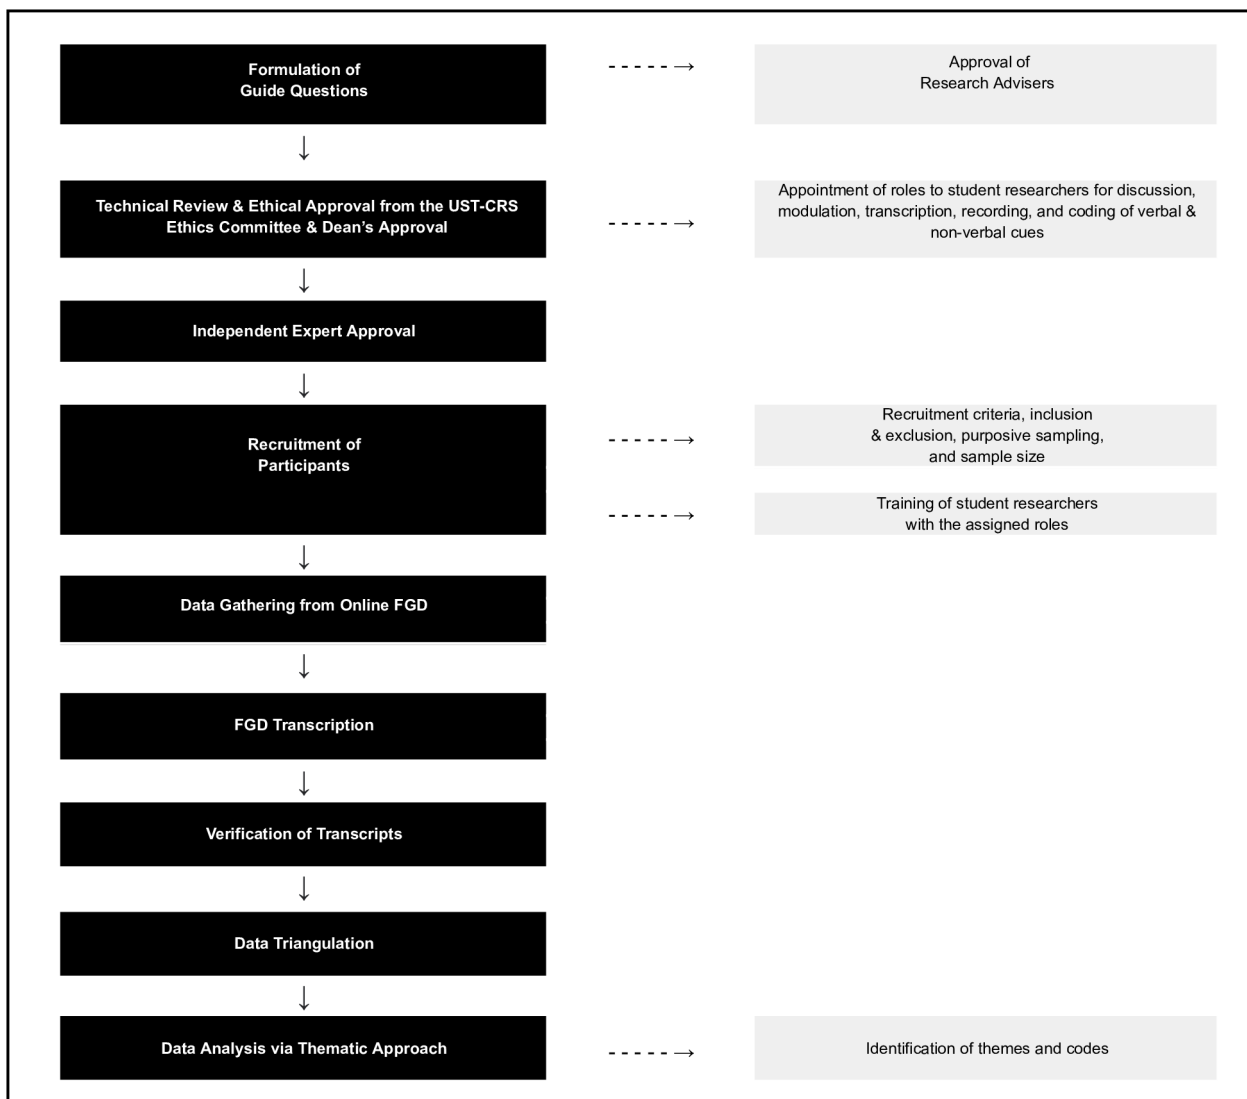 Formulation of
Guide Questions
Approval of
Research Advisers
Technical Review & Ethical Approval from the UST-CRS
Ethics Committee & Dean's Approval
Appointment of roles to student researchers for discussion,
modulation, transcription, recording, and coding of verbal &
non-verbal cues
Independent Expert Approval
Recruitment of
Participants
Recruitment criteria, inclusion
& exclusion, purposive sampling,
and sample size
Training of student researchers
with the assigned roles
Data Gathering from Online FGD
FGD Transcription
Verification of Transcripts
Data Triangulation
Data Analysis via Thematic Approach
Identification of themes and codes